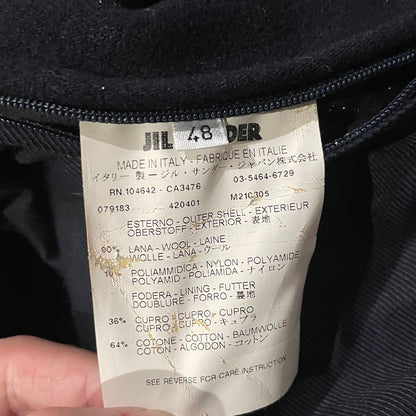 JIL 48 DER
MADE IN ITALY - FABRIQUE EN ITALIE
イタリー 製 ージル・サンダー・ジャパン株式会社
RN.104642 - CA3476 03-5464-6729
079183 420401 M21C305
ESTERNO - OUTER SHELL - EXTERIEUR
OBERSTOFF - EXTERIOR - 表地
90% LANA - WOOL - LAINE
WOLLE - LANA - ウール
POLIAMMIDICA - NYLON - POLYAMIDE
POLYAMID - POLIAMIDA - ナイロン
FODERA - LINING - FUTTER
DOUBLURE - FORRO - 裏地
36% CUPRO - CUPRO - CUPRO
CUPRO - CUPRO - キュプラ
64% COTONE - COTTON - BAUMWOLLE
COTON - ALGODON - コットン
SEE REVERSE FOR CARE INSTRUCTION